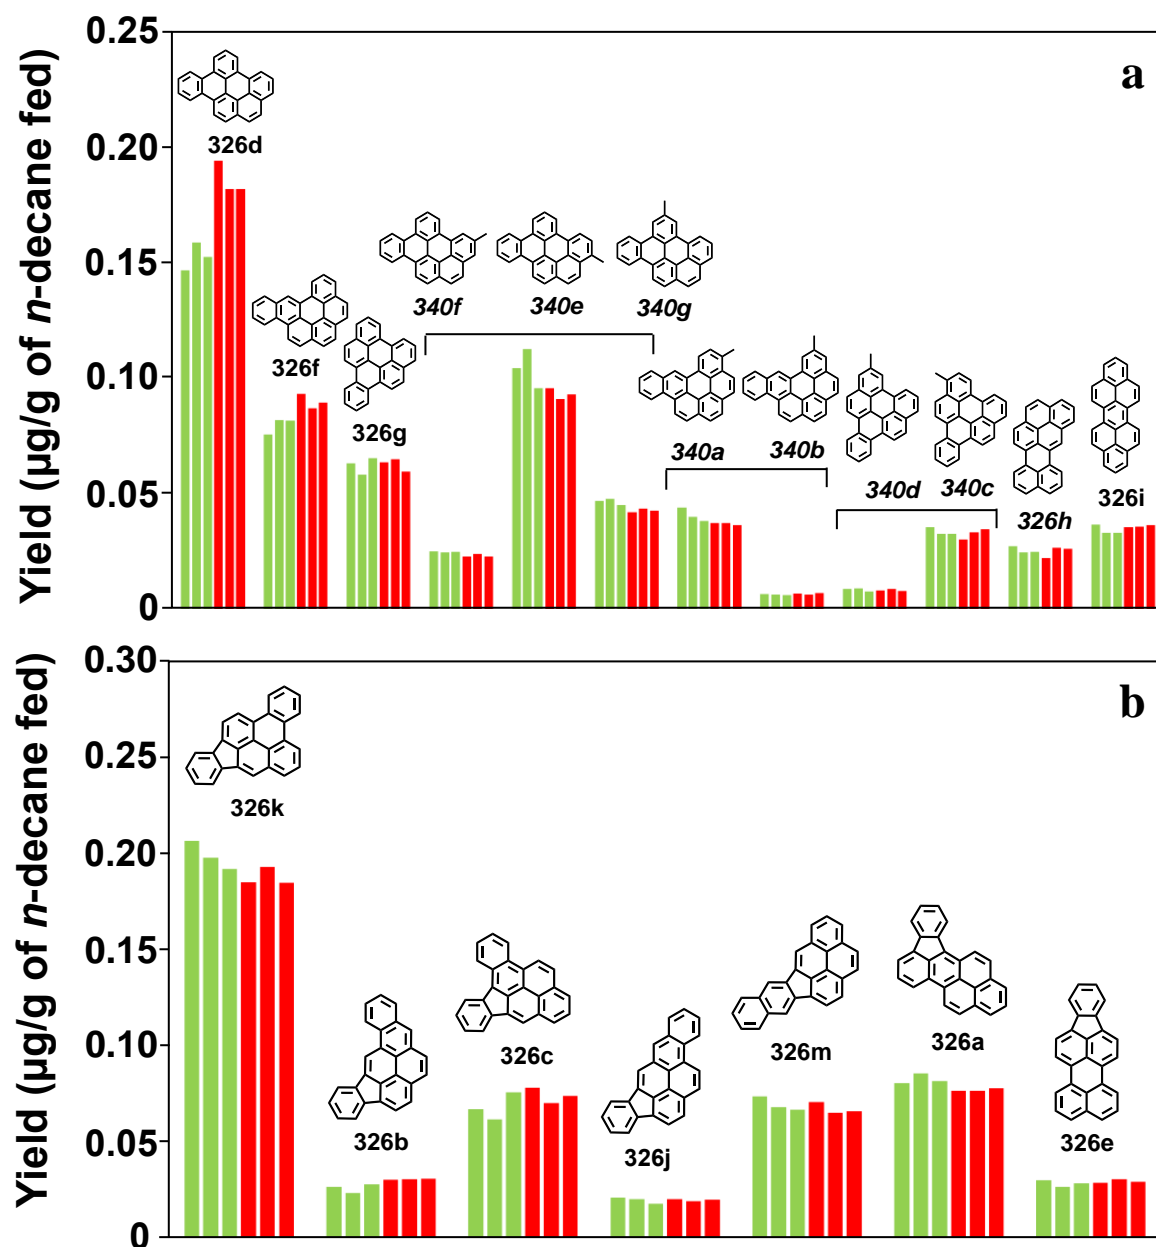 Yield (µg/g of n-decane fed)
0.25
0.20
0.15
0.10
0.05
0
a
326d
326f
326g
340f
340e
340g
340a
340b
340d
340c
326h
326i
Yield (µg/g of n-decane fed)
0.30
0.25
0.20
0.15
0.10
0.05
0
b
326k
326b
326c
326j
326m
326a
326e